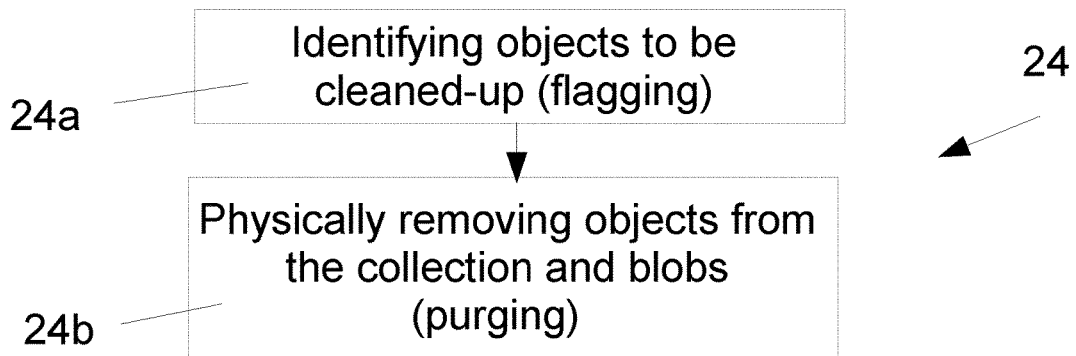 Identifying objects to be
cleaned-up (flagging)
24
24a
Physically removing objects from
the collection and blobs
(purging)
24b